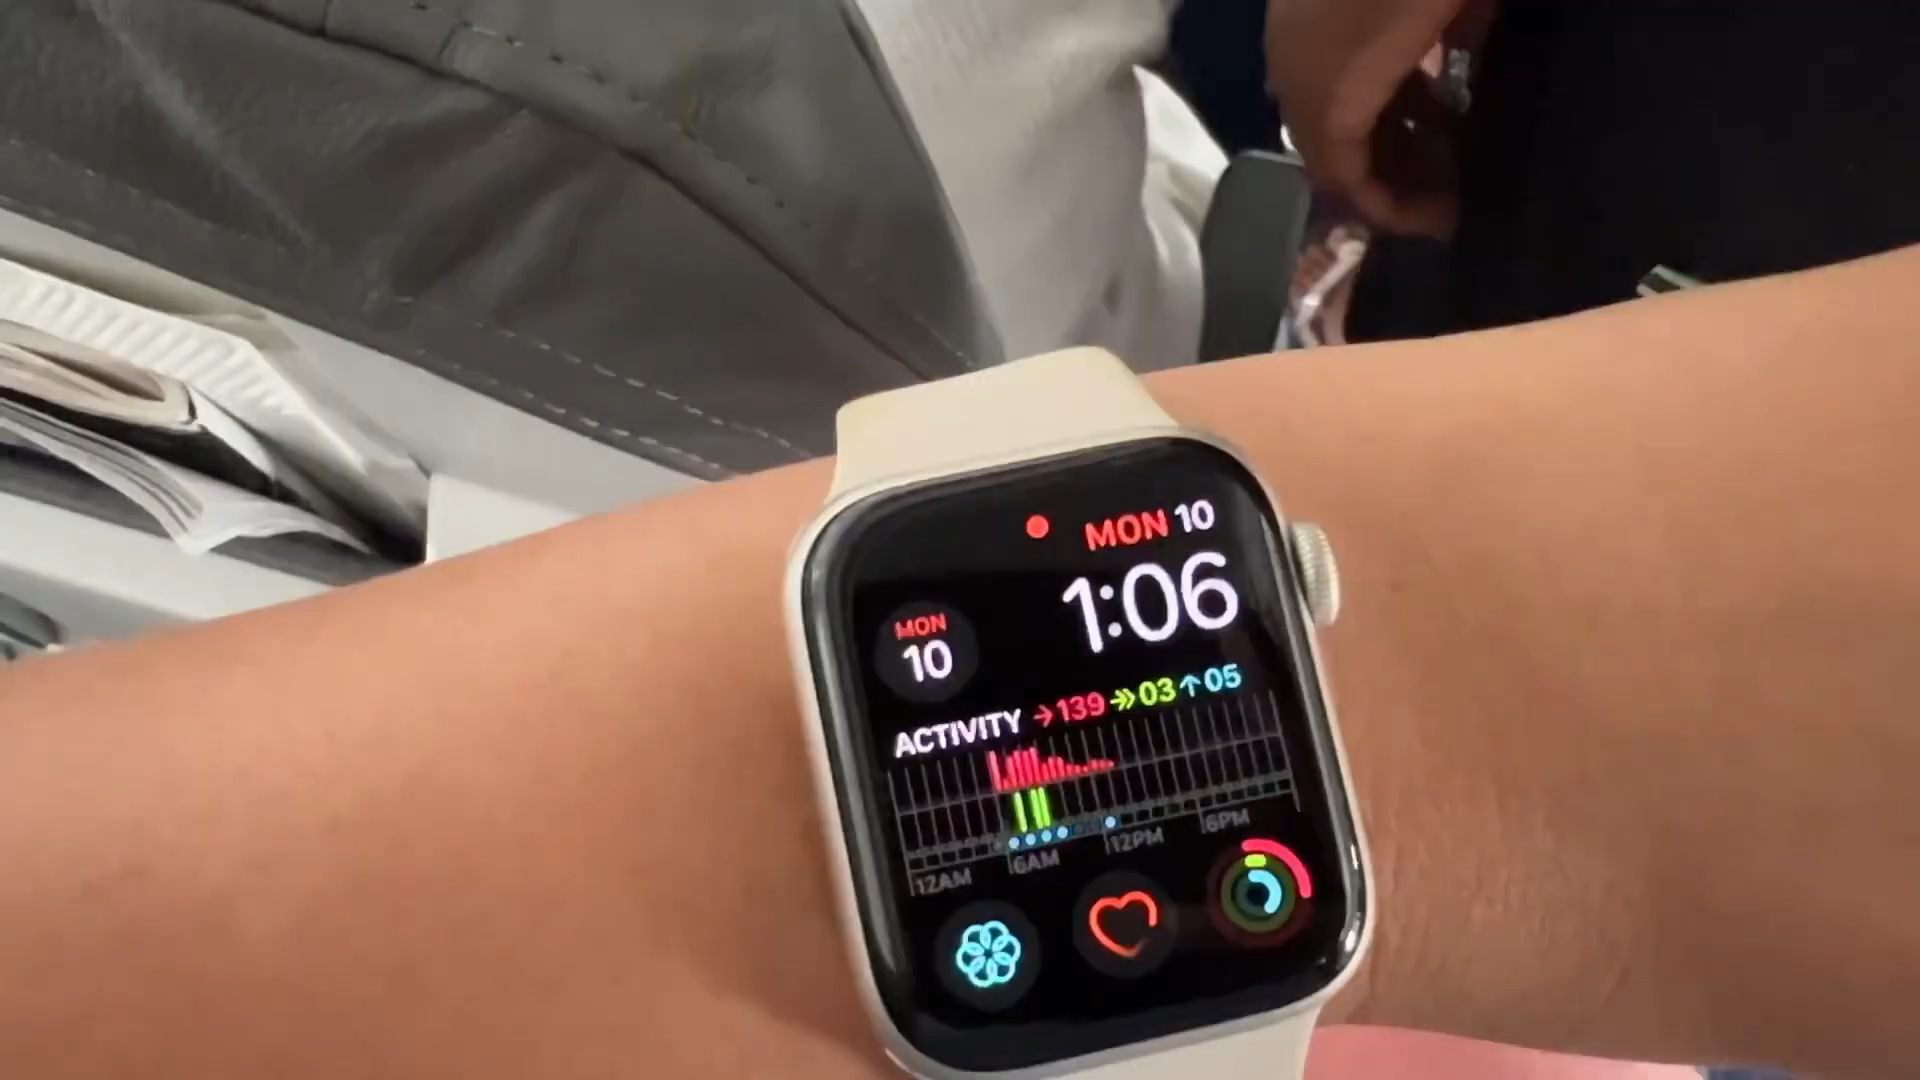 MON 10
1:06
MON
10
ACTIVITY →139 »03 ↑05
12AM 6AM 12PM 6PM